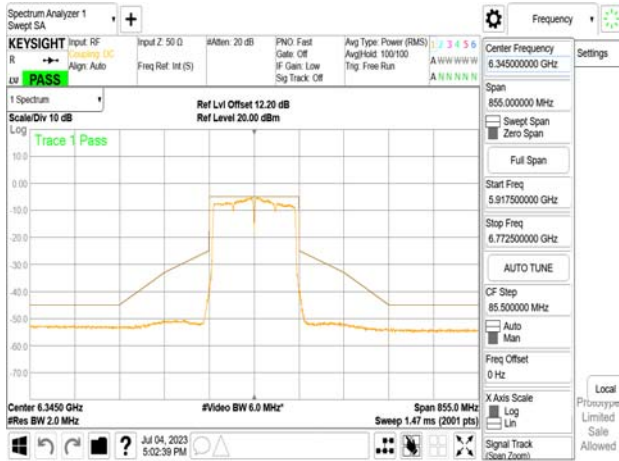 Spectrum Analyzer 1
Swept SA
+
Frequency
KEYSIGHT
R
LU
PASS
Input: RF
Coupling: DC
Align: Auto
Input Z: 50 Ω
Freq Ref: Int (S)
#Atten: 20 dB
PNO: Fast
Gate: Off
IF Gain: Low
Sig Track: Off
Avg Type: Power (RMS)
Avg|Hold: 100/100
Trig: Free Run
1 2 3 4 5 6
A W W W W W
A N N N N N
1 Spectrum
Scale/Div 10 dB
Ref Lvl Offset 12.20 dB
Ref Level 20.00 dBm
Log
Trace 1 Pass
10.0
0.00
-10.0
-20.0
-30.0
-40.0
-50.0
-60.0
-70.0
Center 6.3450 GHz
#Res BW 2.0 MHz
#Video BW 6.0 MHz*
Span 855.0 MHz
Sweep 1.47 ms (2001 pts)
Jul 04, 2023
5:02:39 PM
Center Frequency
6.345000000 GHz
Span
855.000000 MHz
Swept Span
Zero Span
Full Span
Start Freq
5.917500000 GHz
Stop Freq
6.772500000 GHz
AUTO TUNE
CF Step
85.500000 MHz
Auto
Man
Freq Offset
0 Hz
X Axis Scale
Log
Lin
Signal Track
(Span Zoom)
Settings
Local
Prototype
Limited
Sale
Allowed